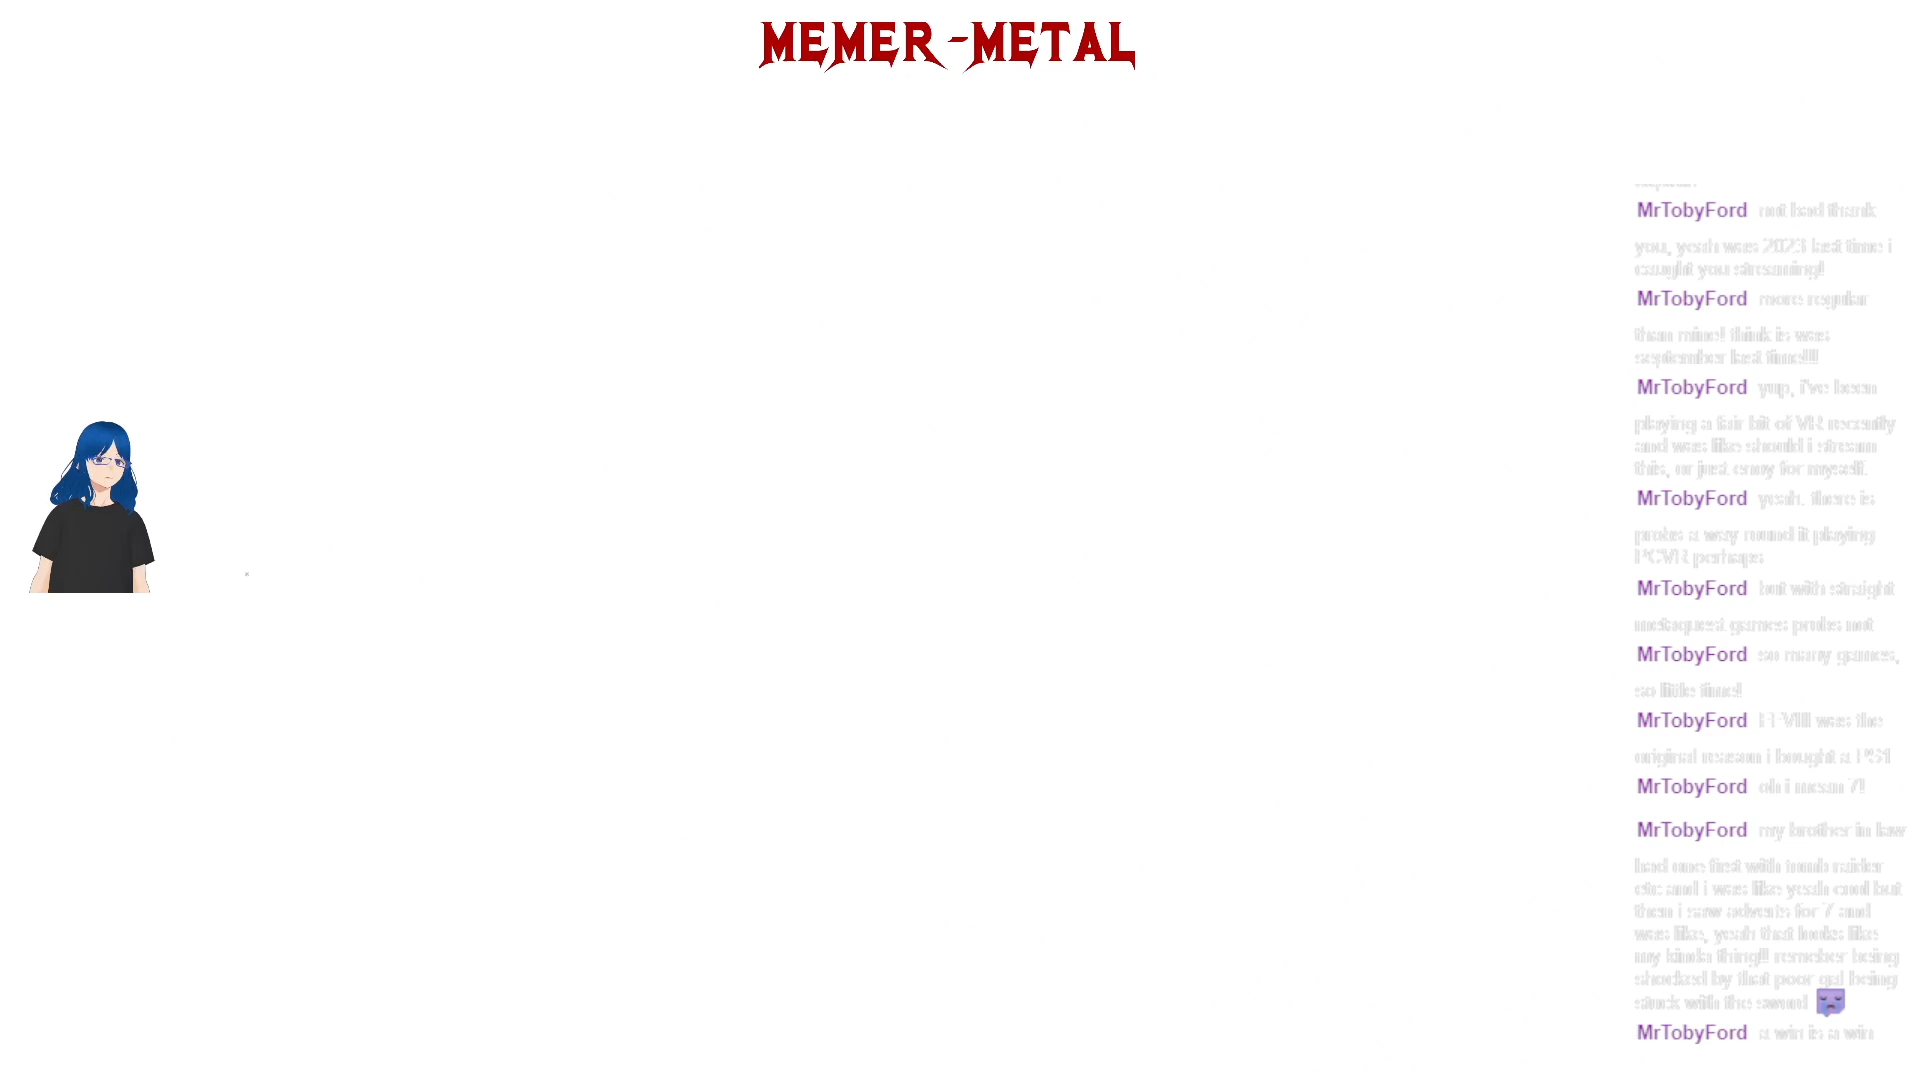 MEMER-METAL
MrTobyFord not bad thank
you, yeah was 2023 last time i
caught you streaming!!
MrTobyFord more regular
than mine! think is was
september last time!!!!
MrTobyFord yup, i've been
playing a fair bit of VR recently
and was like should i stream
this, or just enoy for myself.
MrTobyFord yeah. there is
probs a way round it playing
PCVR perhaps
MrTobyFord but with straight
metaquest games probs not
MrTobyFord so many games,
so little time!!
MrTobyFord FFVIII was the
original reason i bought a PS1
MrTobyFord oh i mean 7!
MrTobyFord my brother in law
had one first with tomb raider
etc and i was like yeah cool but
then i saw adverts for 7 and
was like, yeah that looks like
my kinda thing!!! remeber being
shocked by that poor gal being
stuck with the sword
MrTobyFord a win is a win